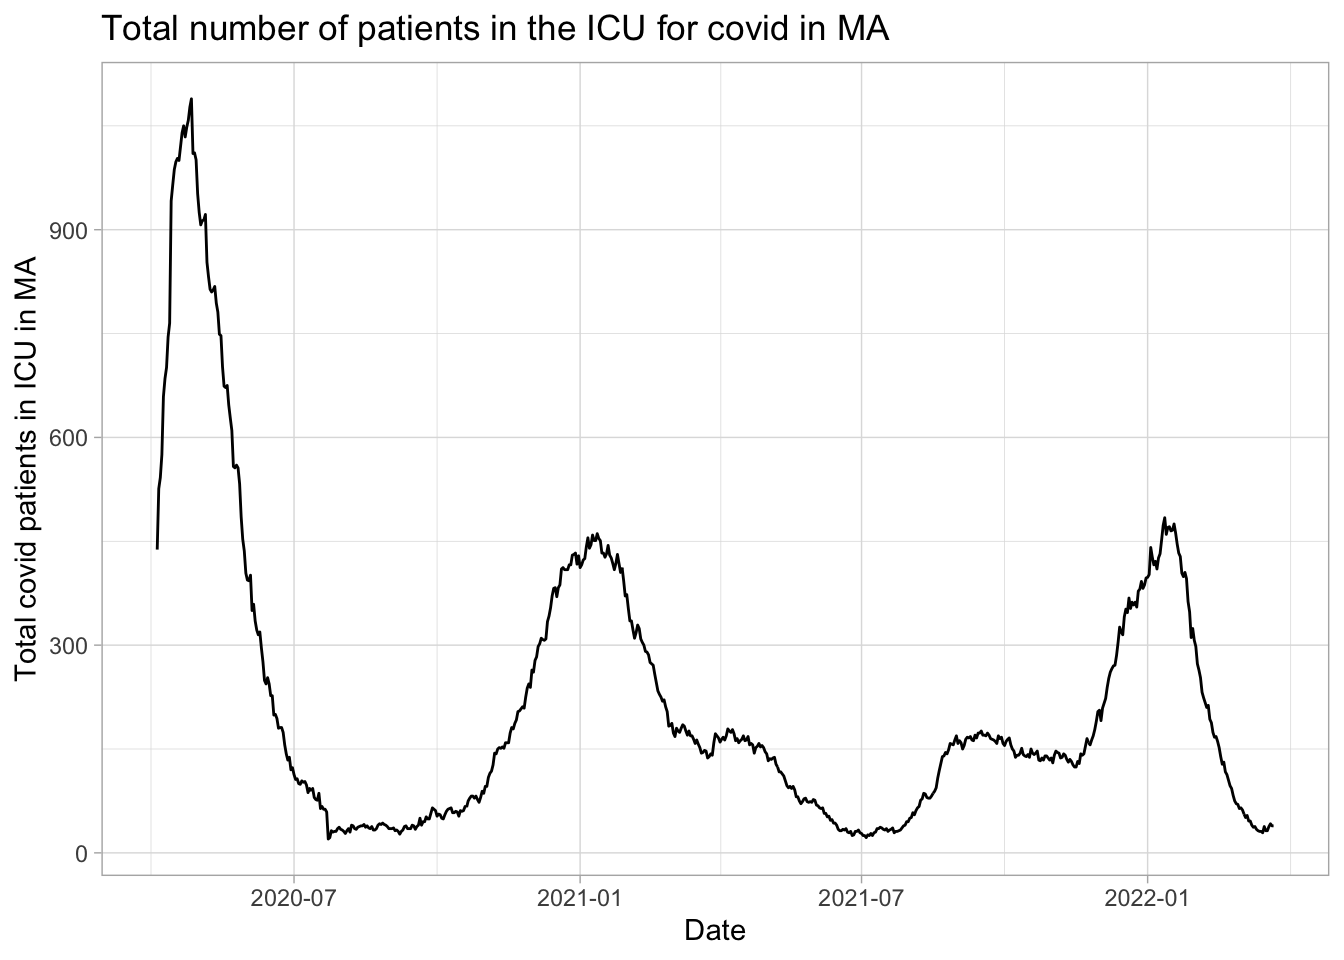 Total number of patients in the ICU for covid in MA
Total covid patients in ICU in MA
900
600
300
0
2020-07
2021-01
2021-07
2022-01
Date